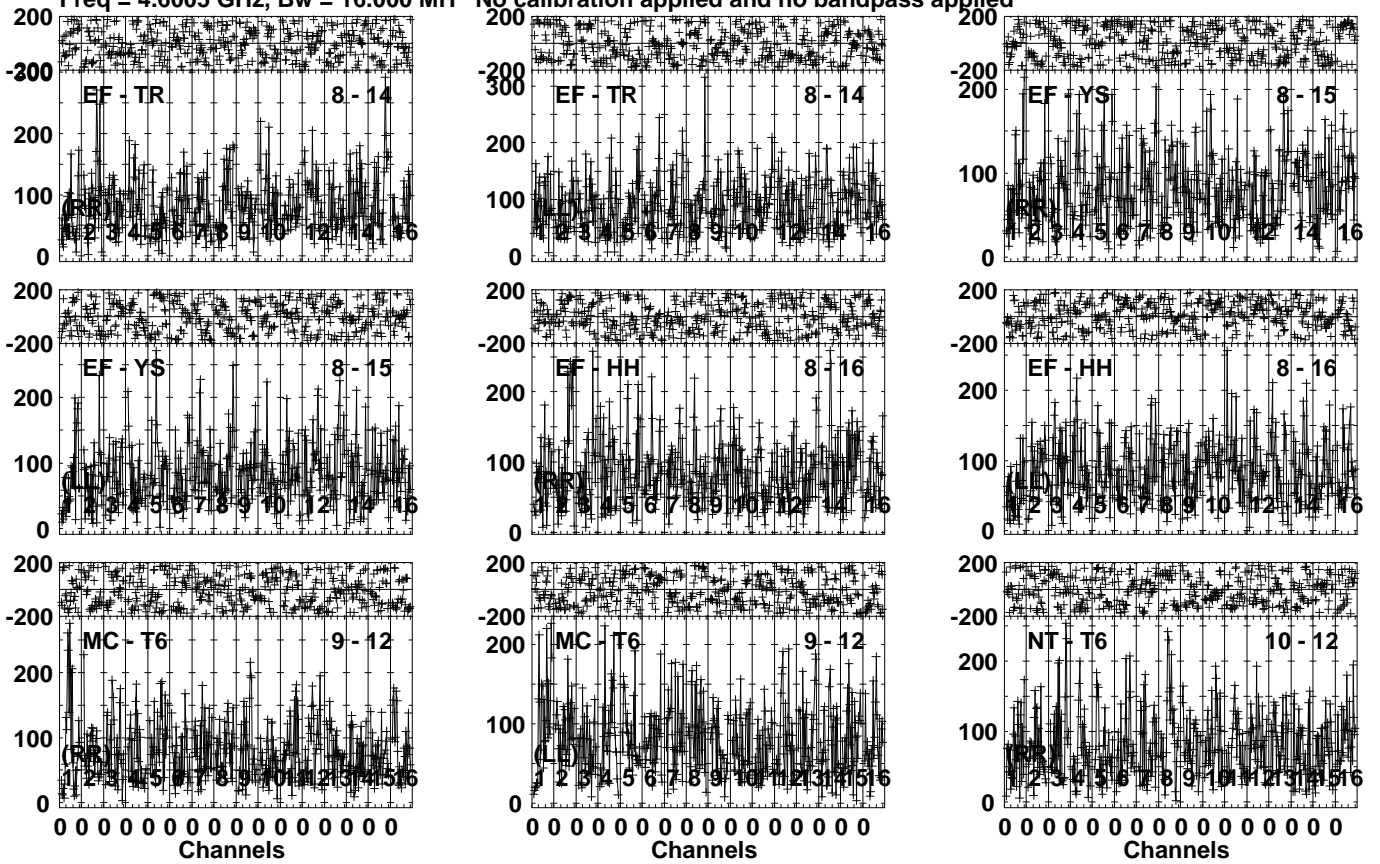 Freq = 4.6005 GHz, Bw = 16.000 MH No calibration applied and no bandpass applied
200 200 200
-200 -200 -200
300 300
EF - TR 8 - 14 EF - TR 8 - 14 EF - YS 8 - 15
200 200 200
100 100 100
(RR) (LL) (RR)
1 2 3 4 5 6 7 8 9 10 12 14 16 1 2 3 4 5 6 7 8 9 10 12 14 16 1 2 3 4 5 6 7 8 9 10 12 14 16
0 0 0
200 200 200
-200 -200 -200
EF - YS 8 - 15 EF - HH 8 - 16 EF - HH 8 - 16
200 200 200
100 100 100
(LL) (RR) (LL)
1 2 3 4 5 6 7 8 9 10 12 14 16 1 2 3 4 5 6 7 8 9 10 12 14 16 1 2 3 4 5 6 7 8 9 10 12 14 16
0 0 0
200 200 200
-200 -200 -200
MC - T6 9 - 12 MC - T6 9 - 12 NT - T6 10 - 12
200 200 200
100 100 100
(RR) (LL) (RR)
1 2 3 4 5 6 7 8 9 10 11 12 13 14 15 16 1 2 3 4 5 6 7 8 9 10 11 12 13 14 15 16 1 2 3 4 5 6 7 8 9 10 11 12 13 14 15 16
0 0 0
0 0 0 0 0 0 0 0 0 0 0 0 0 0 0 0 0 0 0 0 0 0 0 0 0 0 0 0 0 0 0 0 0 0 0 0 0 0 0 0 0 0 0 0 0 0 0 0
Channels Channels Channels